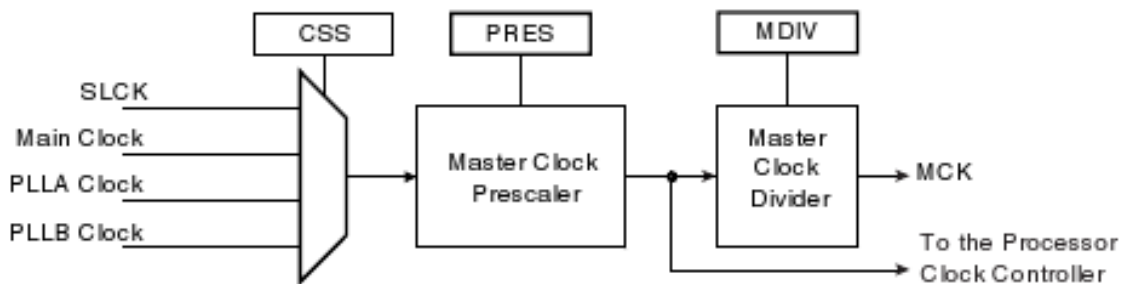 CSS
PRES
MDIV
SLCK
Main Clock
PLLA Clock
PLLB Clock
Master Clock
Prescaler
Master
Clock
Divider
MCK
To the Processor
Clock Controller